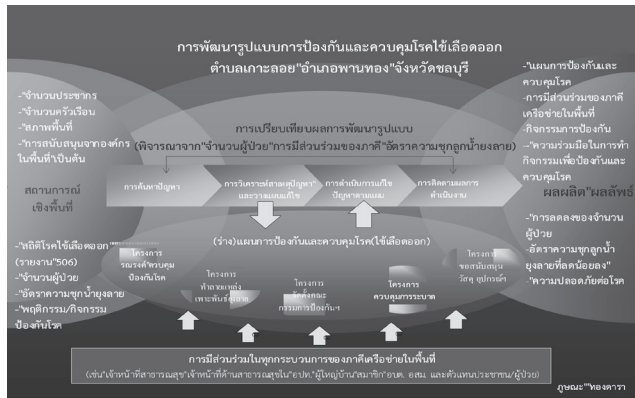 การพัฒนารูปแบบการป้องกันและควบคุมโรคไข้เลือดออก
ตำบลเกาะลอย"อำเภอพานทอง"จังหวัดชลบุรี
-"จำนวนประชากร
-"จำนวนครัวเรือน
-"สภาพพื้นที่
-"การสนับสนุนจากองค์กร
ในพื้นที่"เป็นต้น
สถานการณ์
เชิงพื้นที่
-"สถิติโรคไข้เลือดออก"
(รายงาน"506)
-"จำนวนผู้ป่วย
-"อัตราความชุกน้ำยุงลาย
-"พฤติกรรม/กิจกรรม
ป้องกันโรค
การเปรียบเทียบผลการพัฒนารูปแบบ
(พิจารณาจาก"จำนวนผู้ป่วย"การมีส่วนร่วมของภาคี"อัตราความชุกลูกน้ำยุงลาย)
การค้นหาปัญหา
การวิเคราะห์สาเหตุปัญหา"
และวางแผนแก้ไข
การดำเนินการแก้ไข
ปัญหาตามแผน
การติดตามผลการ
ดำเนินงาน
(ร่าง)แผนการป้องกันและควบคุมโรค(ไข้เลือดออก)
โครงการ
รณรงค์"ควบคุม
ป้องกันโรค
โครงการ
ทำลายแหล่ง
เพาะพันธุ์ยุงลาย
โครงการ
จัดตั้งคณะ
กรรมการป้องกันฯ
โครงการ
ควบคุมการระบาด
โครงการ
ขอสนับสนุน
วัสดุ อุปกรณ์ฯ
-"แผนการป้องกันและ
ควบคุมโรค
-การมีส่วนร่วมของภาคี
เครือข่ายในพื้นที่
-กิจกรรมการป้องกัน
-"ความร่วมมือในการทำ
กิจกรรมเพื่อป้องกันและ
ควบคุมโรค
ผลผลิต"ผลลัพธ์
-"การลดลงของจำนวน
ผู้ป่วย
-อัตราความชุกลูกน้ำ
ยุงลายที่ลดน้อยลง"
-"ความปลอดภัยต่อโรค
การมีส่วนร่วมในทุกกระบวนการของภาคีเครือข่ายในพื้นที่
(เช่น"เจ้าหน้าที่สาธารณสุข"เจ้าหน้าที่ด้านสาธารณสุขใน"อปท."ผู้ใหญ่บ้าน"สมาชิก"อบต. อสม. และตัวแทนประชาชน/ผู้ป่วย)
ภูษณะ""ทองดารา